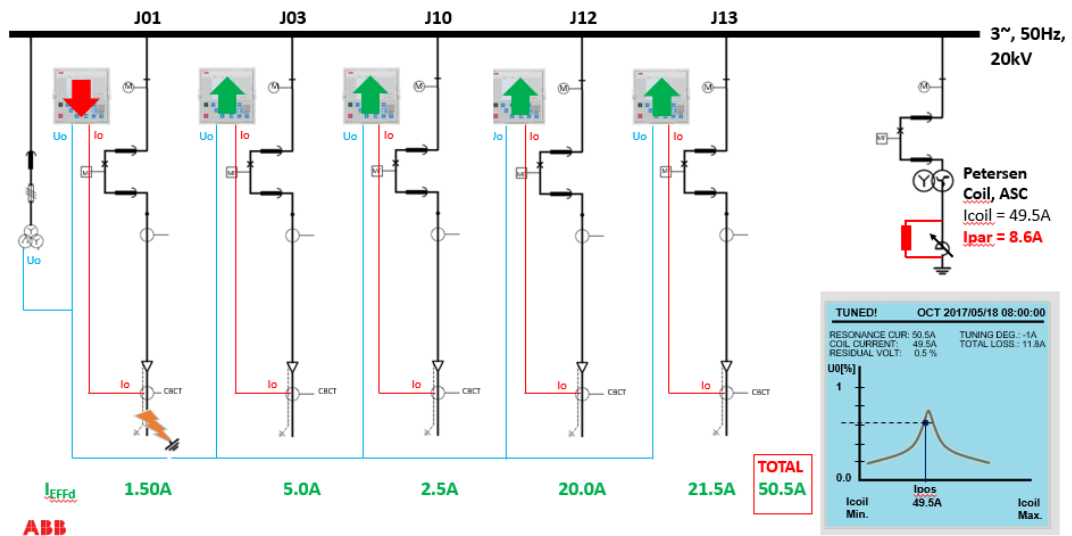 J01 J03 J10 J12 J13
3~, 50Hz,
20kV
M M M M M M
Uo Io Uo Io Uo Io Jo Io Uo Io
Petersen
Coil, ASC
Icoil = 49.5A
Ipar = 8.6A
Uo
TUNED! OCT 2017/05/18 08:00:00
RESONANCE CUR: 50.5A TUNING DEG.: -1A
COIL CURRENT: 49.5A TOTAL LOSS.: 11.8A
RESIDUAL VOLT: 0.5 %
U0[%]
1
0.0
Ipos
49.5A
Icoil
Min.
Icoil
Max.
Io CBCT Io CBCT Io CBCT Io CBCT Io CBCT
TOTAL
IEFFd 1.50A 5.0A 2.5A 20.0A 21.5A 50.5A
ABB